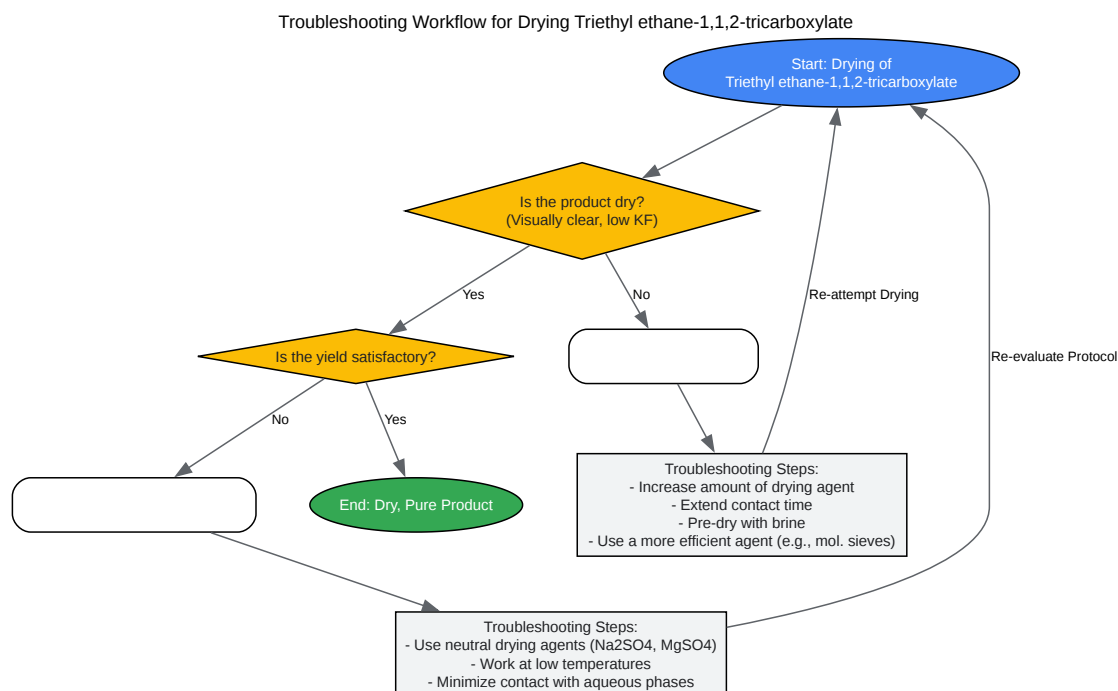 Troubleshooting Workflow for Drying Triethyl ethane-1,1,2-tricarboxylate
Start: Drying of
Triethyl ethane-1,1,2-tricarboxylate
Is the product dry?
(Visually clear, low KF)
Yes
No
Re-attempt Drying
Re-evaluate Protocol
Is the yield satisfactory?
No
Yes
Troubleshooting Steps:
- Increase amount of drying agent
- Extend contact time
- Pre-dry with brine
- Use a more efficient agent (e.g., mol. sieves)
End: Dry, Pure Product
Troubleshooting Steps:
- Use neutral drying agents (Na2SO4, MgSO4)
- Work at low temperatures
- Minimize contact with aqueous phases